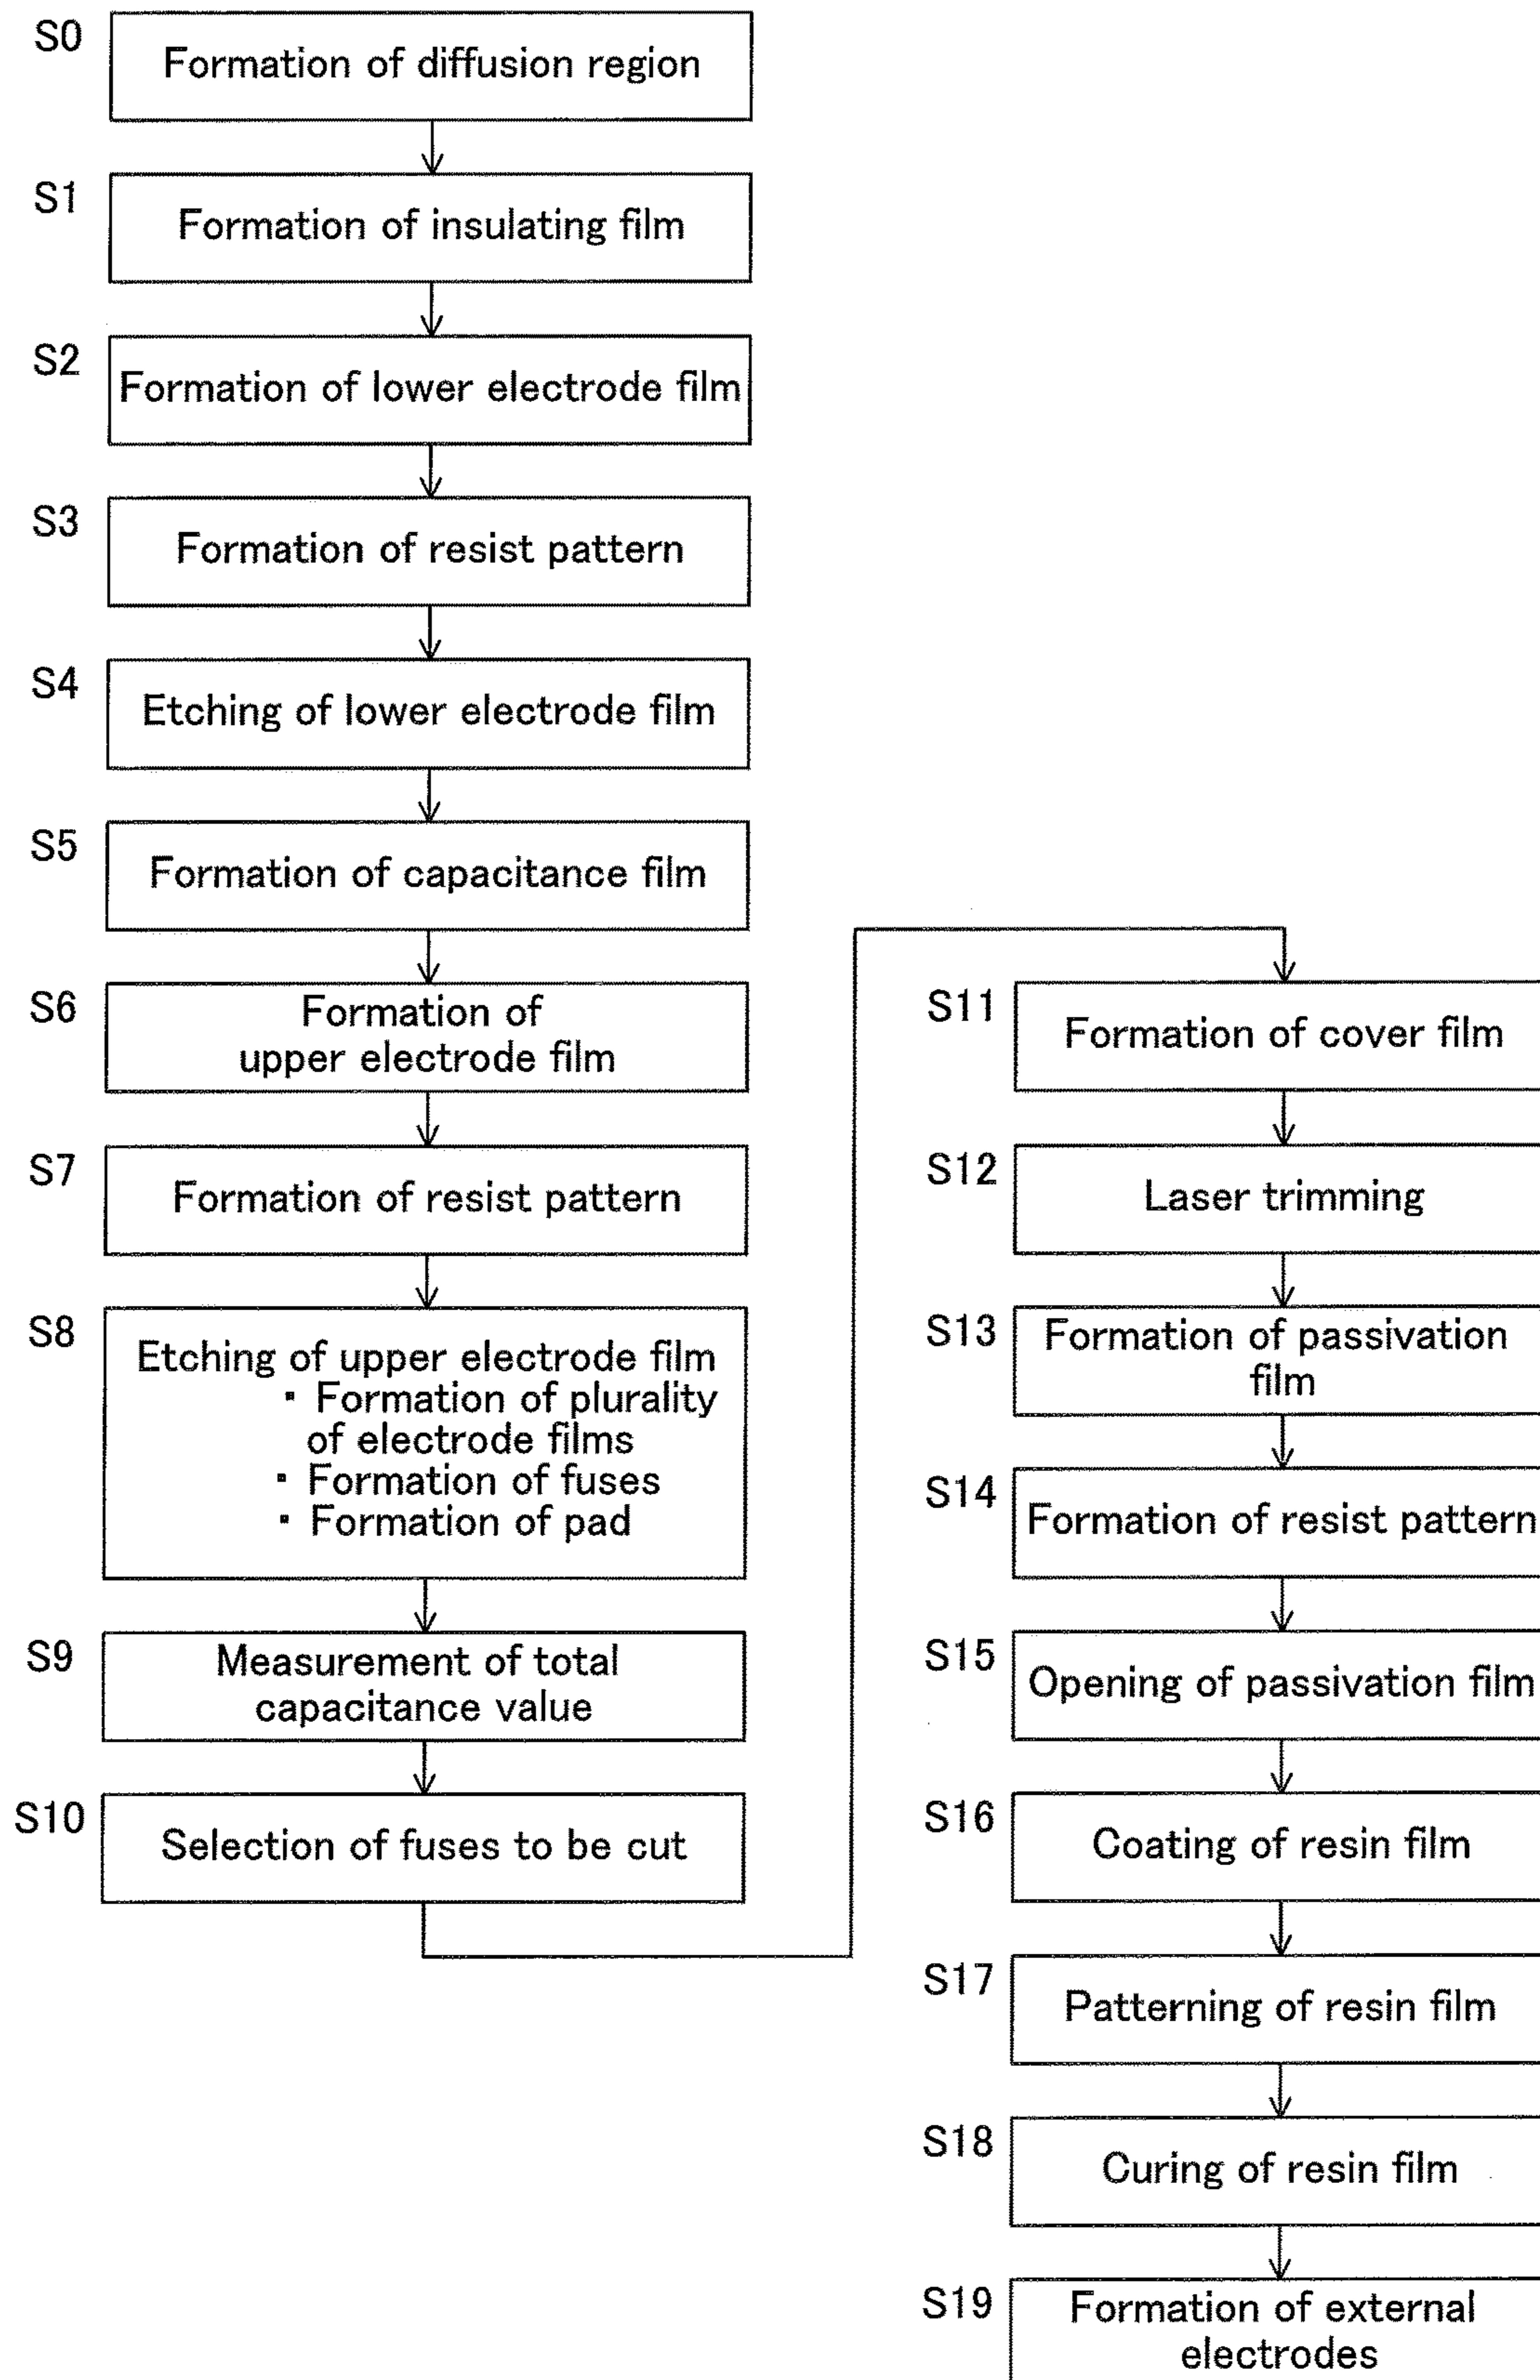 S0
Formation of diffusion region
S1
Formation of insulating film
S2
Formation of lower electrode film
S3
Formation of resist pattern
S4
Etching of lower electrode film
S5
Formation of capacitance film
S6
Formation of
upper electrode film
S7
Formation of resist pattern
S8
Etching of upper electrode film
・ Formation of plurality
of electrode films
・ Formation of fuses
・ Formation of pad
S9
Measurement of total
capacitance value
S10
Selection of fuses to be cut
S11
Formation of cover film
S12
Laser trimming
S13
Formation of passivation
film
S14
Formation of resist pattern
S15
Opening of passivation film
S16
Coating of resin film
S17
Patterning of resin film
S18
Curing of resin film
S19
Formation of external
electrodes